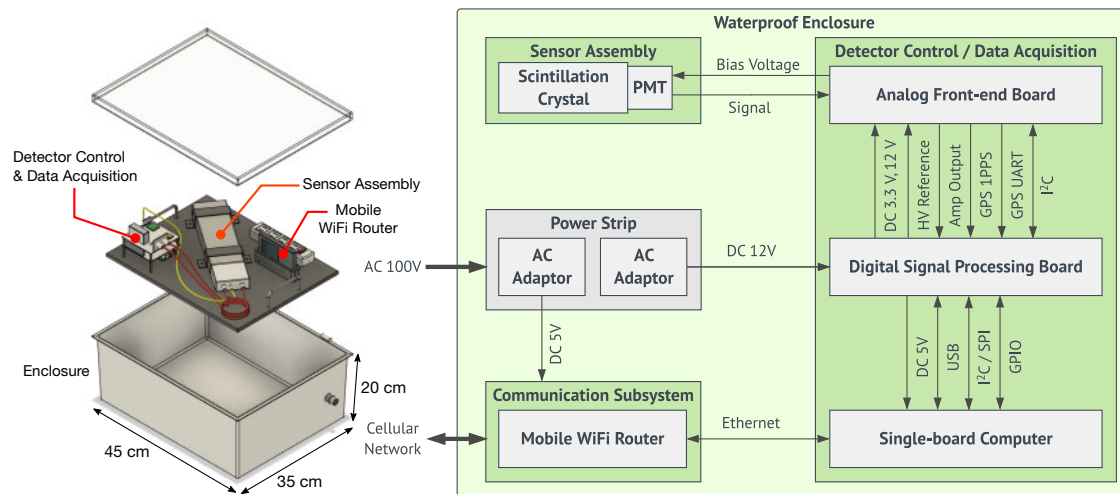 Detector Control
& Data Acquisition
Sensor Assembly
Mobile
WiFi Router
Enclosure
20 cm
45 cm
35 cm
Waterproof Enclosure
Sensor Assembly
Scintillation
Crystal
PMT
Bias Voltage
Signal
Detector Control / Data Acquisition
Analog Front-end Board
DC 3.3 V, 12 V
HV Reference
Amp Output
GPS 1PPS
GPS UART
I²C
Power Strip
AC
Adaptor
AC
Adaptor
AC 100V
DC 12V
Digital Signal Processing Board
DC 5V
DC 5V
USB
I²C / SPI
GPIO
Communication Subsystem
Mobile WiFi Router
Cellular
Network
Ethernet
Single-board Computer